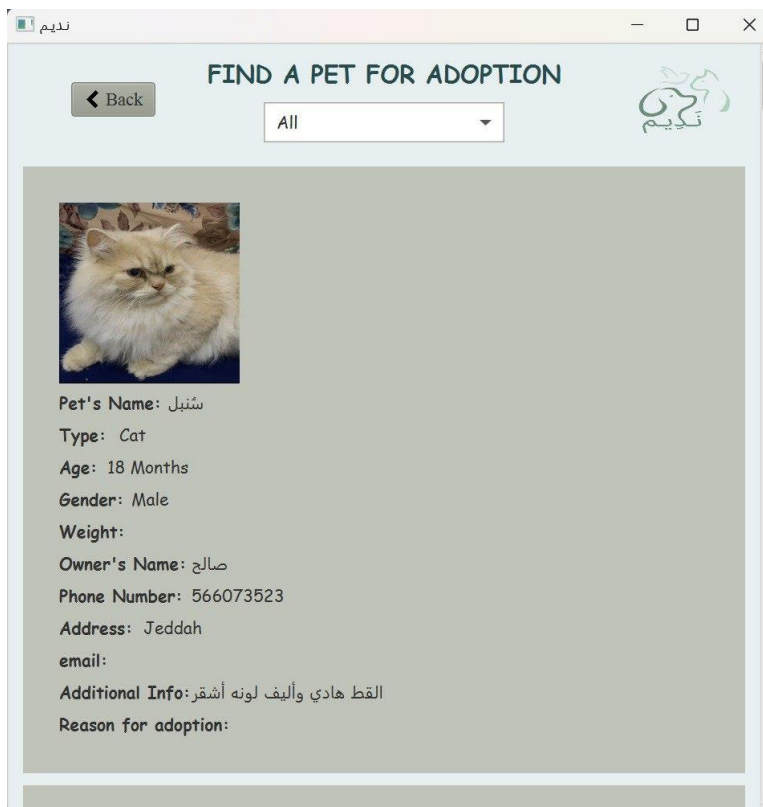 نديم
FIND A PET FOR ADOPTION
Back
All
نَدِيم
Pet's Name: سُنبل
Type: Cat
Age: 18 Months
Gender: Male
Weight:
Owner's Name: صالح
Phone Number: 566073523
Address: Jeddah
email:
Additional Info: القط هادي وأليف لونه أشقر
Reason for adoption: